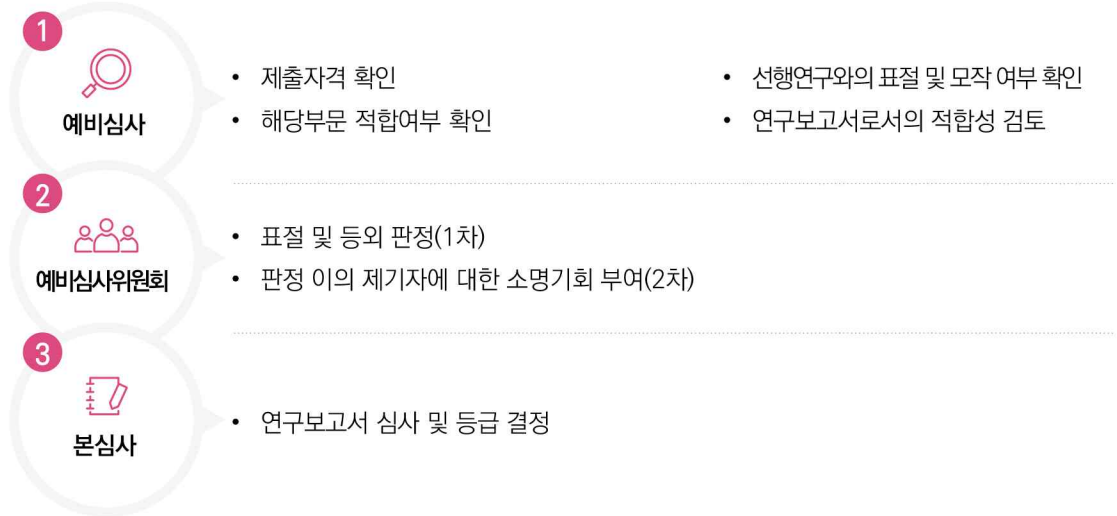 1
예비심사
• 제출자격 확인
• 해당부문 적합여부 확인
• 선행연구와의 표절 및 모작 여부 확인
• 연구보고서로서의 적합성 검토
2
예비심사위원회
• 표절 및 등외 판정(1차)
• 판정 이의 제기자에 대한 소명기회 부여(2차)
3
본심사
• 연구보고서 심사 및 등급 결정